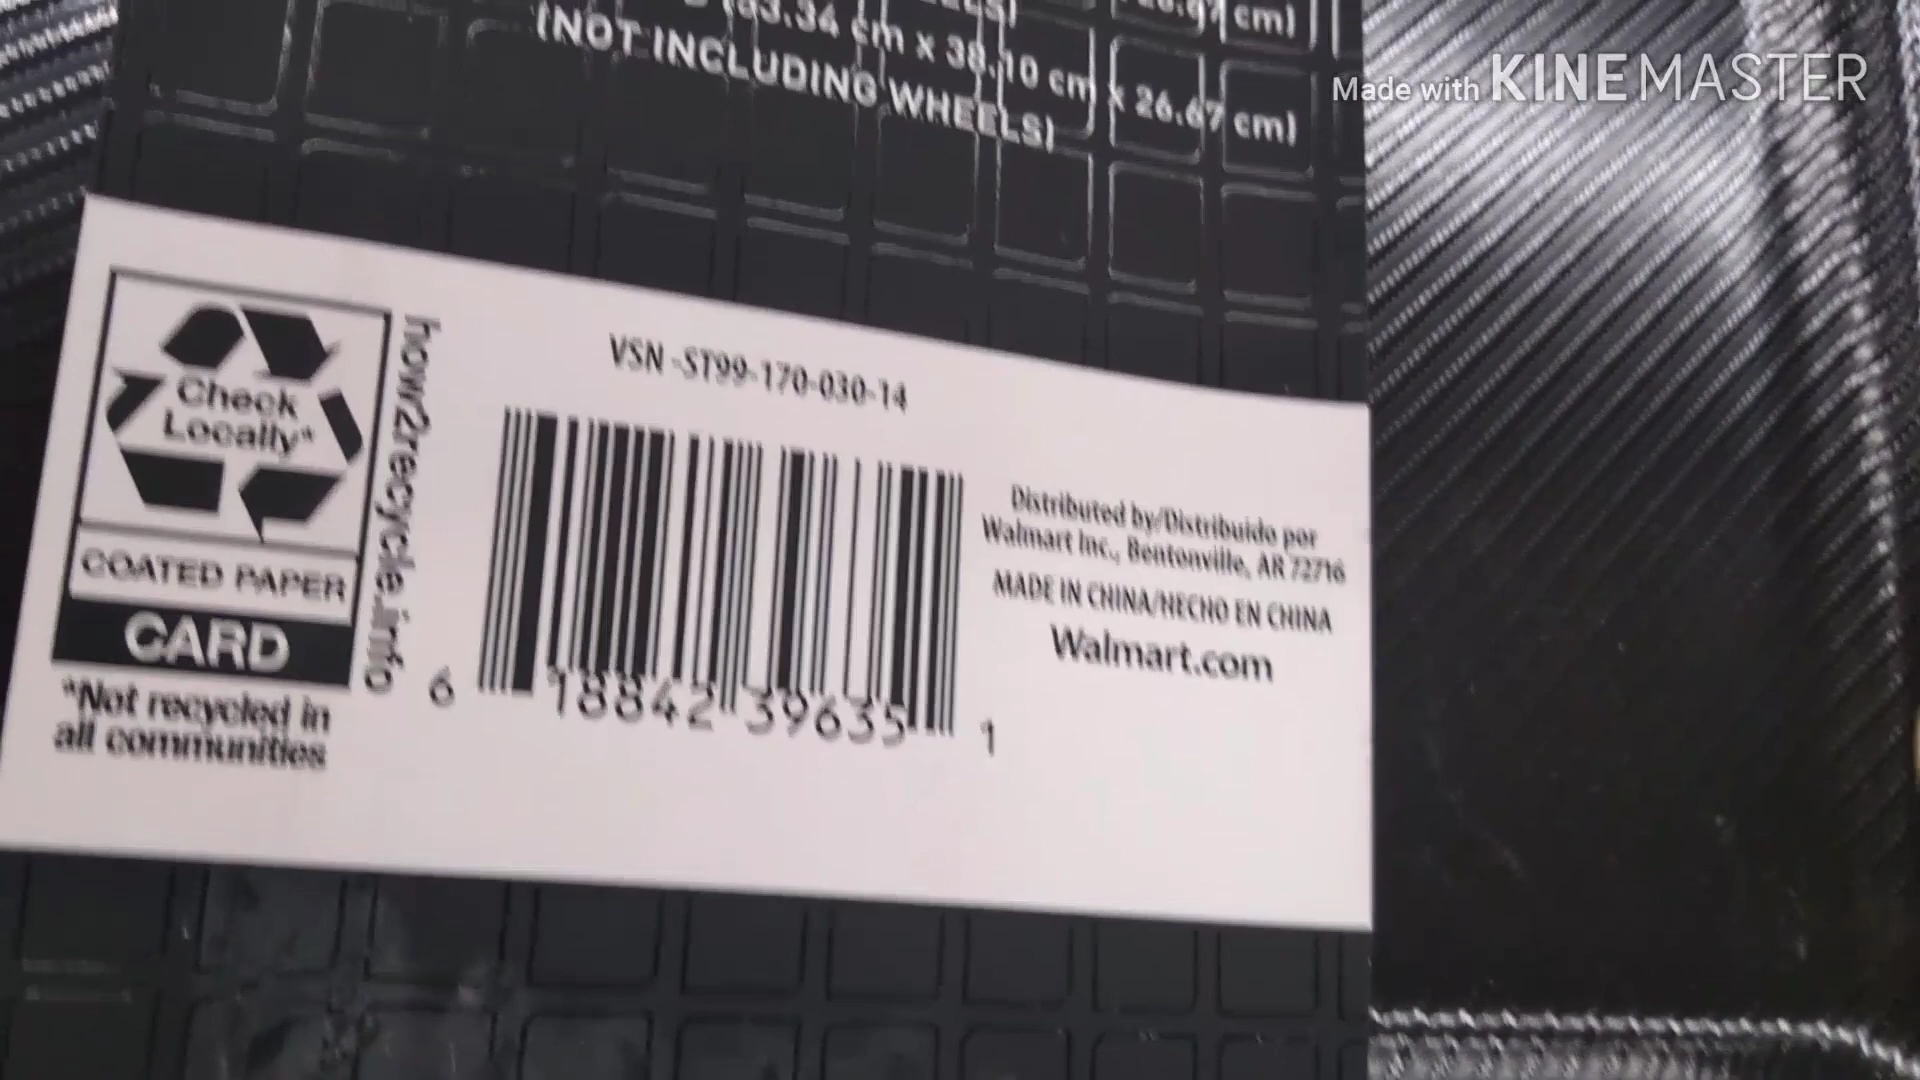 cm)
cm x 38.10 cm x 26.67 cm)
(NOT INCLUDING WHEELS)
Made with KINEMASTER
Check
Locally*
COATED PAPER
CARD
*Not recycled in
all communities
how2recycle.info
VSN -ST99-170-030-14
6 18842 39635 1
Distributed by/Distribuido por
Walmart Inc., Bentonville, AR 72716
MADE IN CHINA/HECHO EN CHINA
Walmart.com